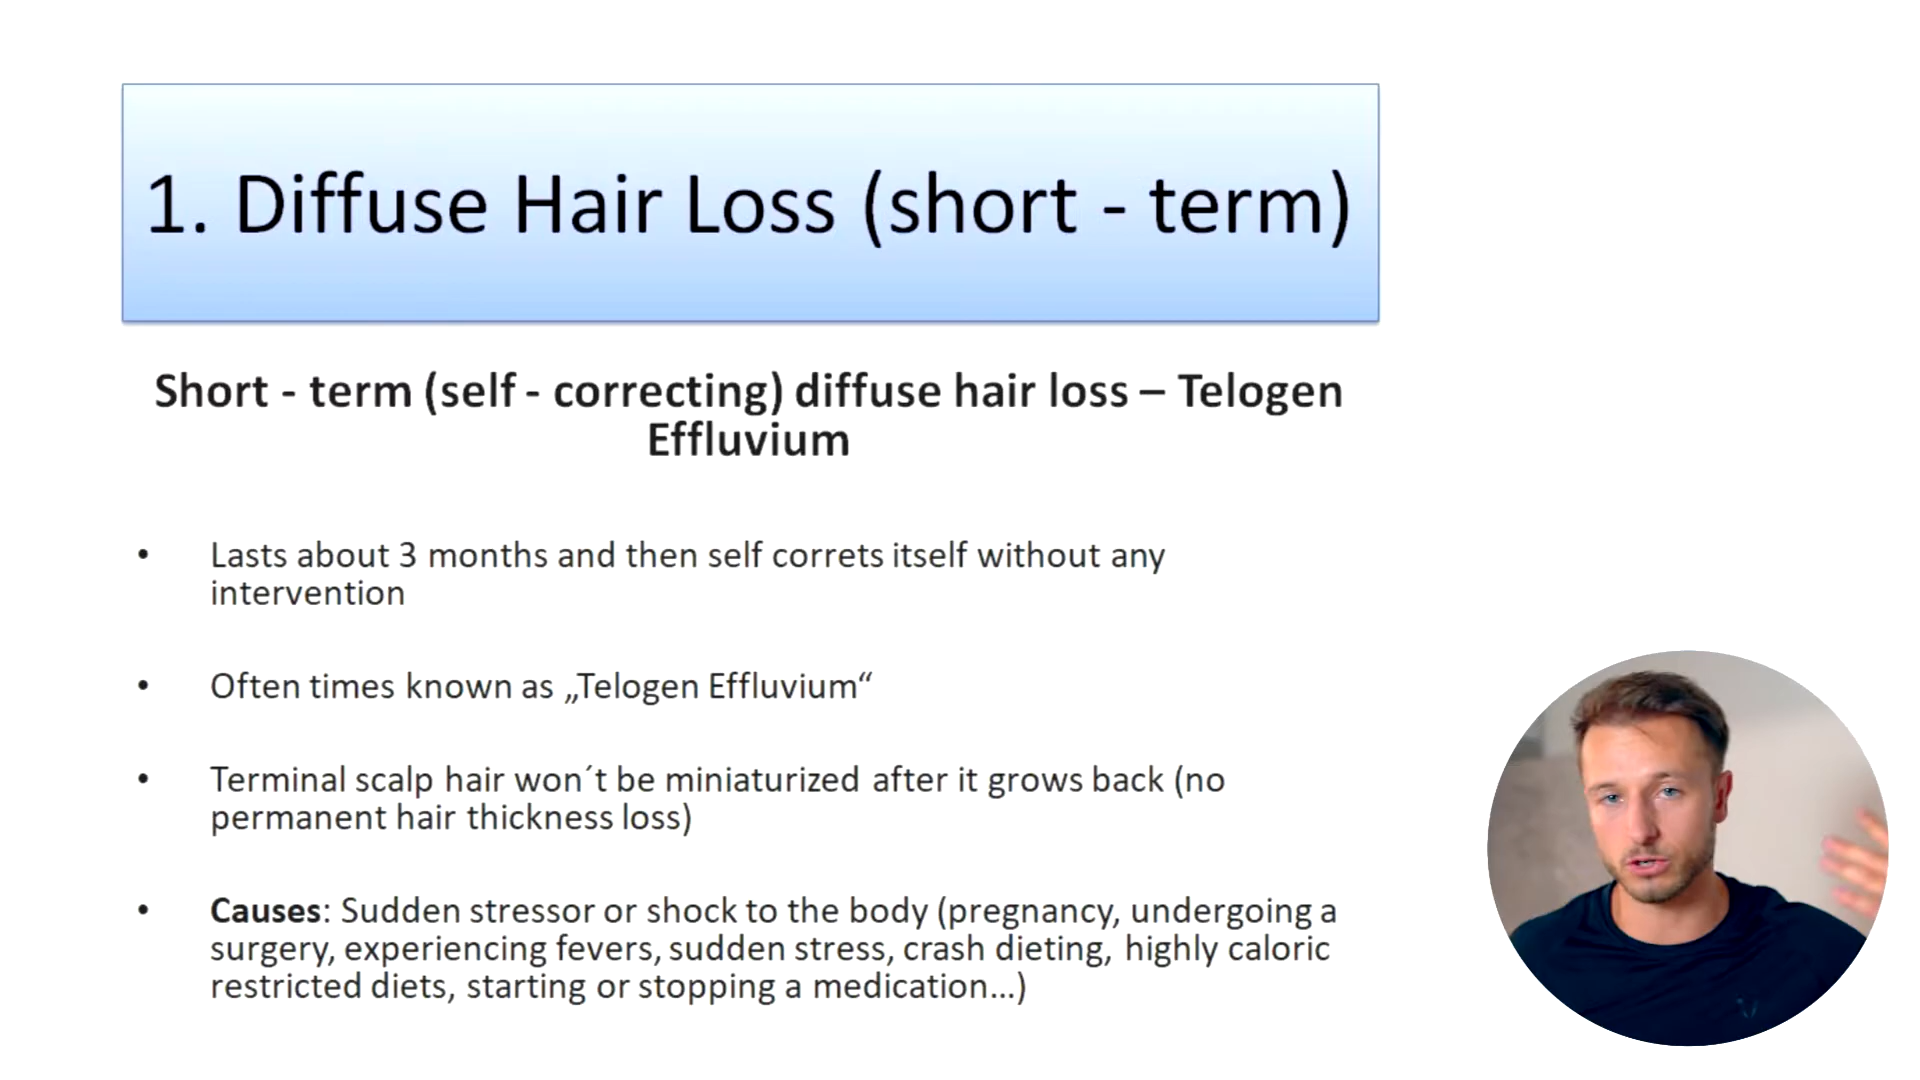 1. Diffuse Hair Loss (short - term)
Short - term (self - correcting) diffuse hair loss – Telogen
Effluvium
• Lasts about 3 months and then self correts itself without any
intervention
• Often times known as „Telogen Effluvium“
• Terminal scalp hair won´t be miniaturized after it grows back (no
permanent hair thickness loss)
• Causes: Sudden stressor or shock to the body (pregnancy, undergoing a
surgery, experiencing fevers, sudden stress, crash dieting, highly caloric
restricted diets, starting or stopping a medication...)